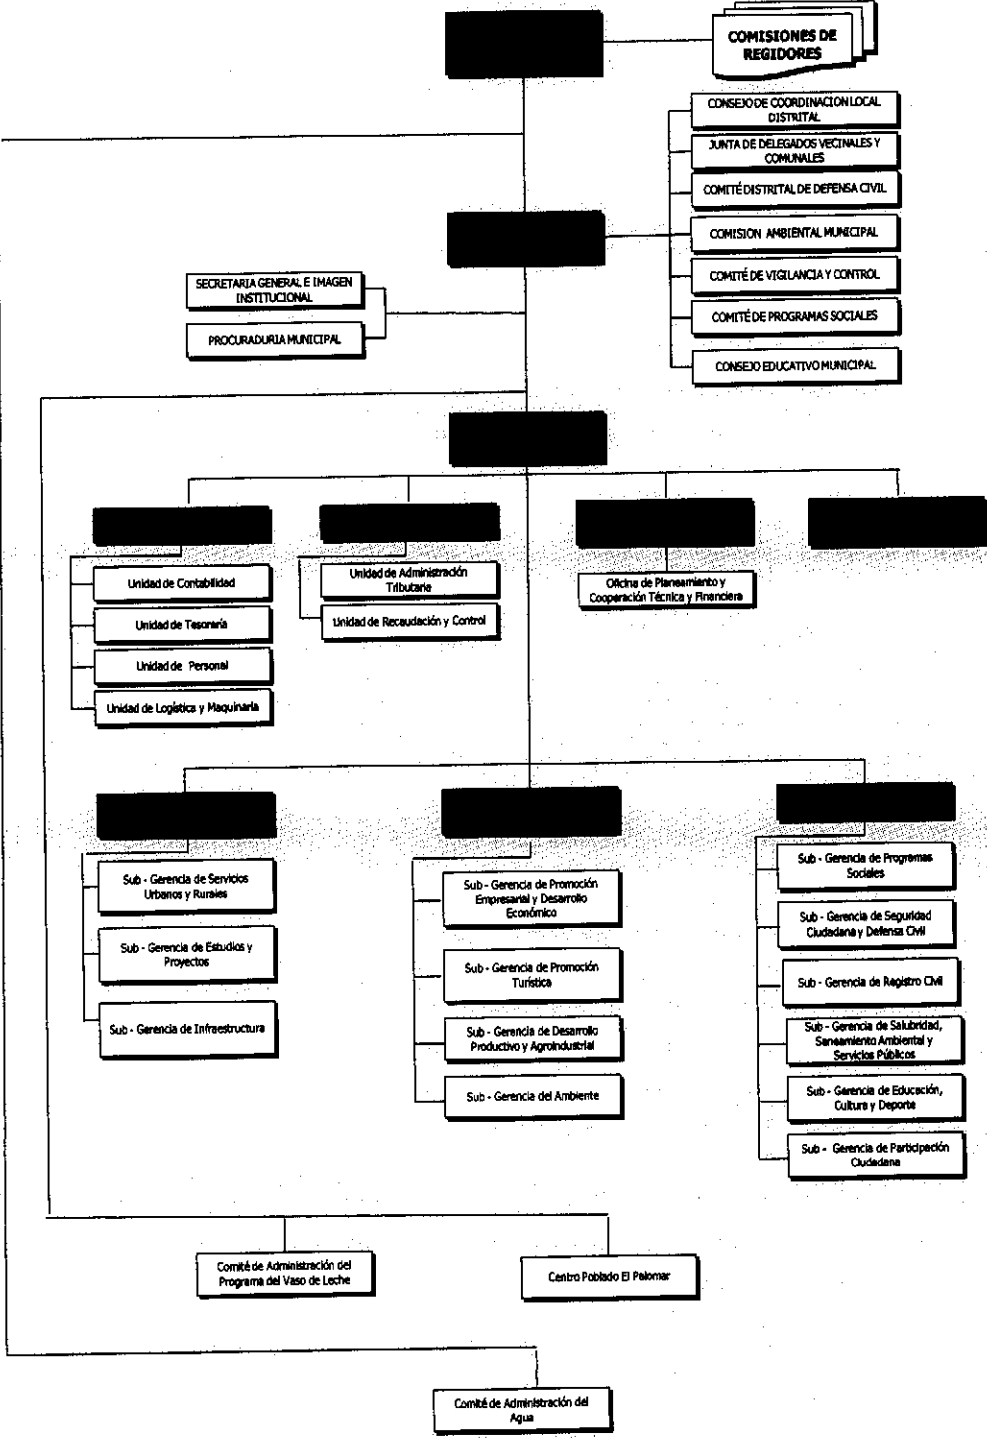 COMISIONES DE
REGIDORES
CONSEJO DE COORDINACION LOCAL
DISTRITAL
JUNTA DE DELEGADOS VECINALES Y
COMUNALES
COMITÉ DISTRITAL DE DEFENSA CIVIL
COMISION AMBIENTAL MUNICIPAL
COMITÉ DE VIGILANCIA Y CONTROL
COMITÉ DE PROGRAMAS SOCIALES
CONSEJO EDUCATIVO MUNICIPAL
SECRETARIA GENERAL E IMAGEN
INSTITUCIONAL
PROCURADURIA MUNICIPAL
Unidad de Contabilidad
Unidad de Tesorería
Unidad de Personal
Unidad de Logística y Maquinaria
Unidad de Administración
Tributarie
Unidad de Recaudación y Control
Oficina de Planeamiento y
Cooperación Técnica y Financiera
Sub - Gerencia de Servicios
Urbanos y Rurales
Sub - Gerencia de Estudios y
Proyectos
Sub - Gerencia de Infraestructura
Sub - Gerencia de Promoción
Empresarial y Desarrollo
Económico
Sub - Gerencia de Promoción
Turística
Sub - Gerencia de Desarrollo
Productivo y Agroindustrial
Sub - Gerencia del Ambiente
Sub - Gerencia de Programas
Sociales
Sub - Gerencia de Seguridad
Ciudadana y Defensa Civil
Sub - Gerencia de Registro Civil
Sub - Gerencia de Salubridad,
Saneamiento Ambiental y
Servicios Públicos
Sub - Gerencia de Educación,
Cultura y Deporte
Sub - Gerencia de Participación
Ciudadana
Comité de Administración del
Programa del Vaso de Leche
Centro Poblado El Palomar
Comité de Administración del
Agua